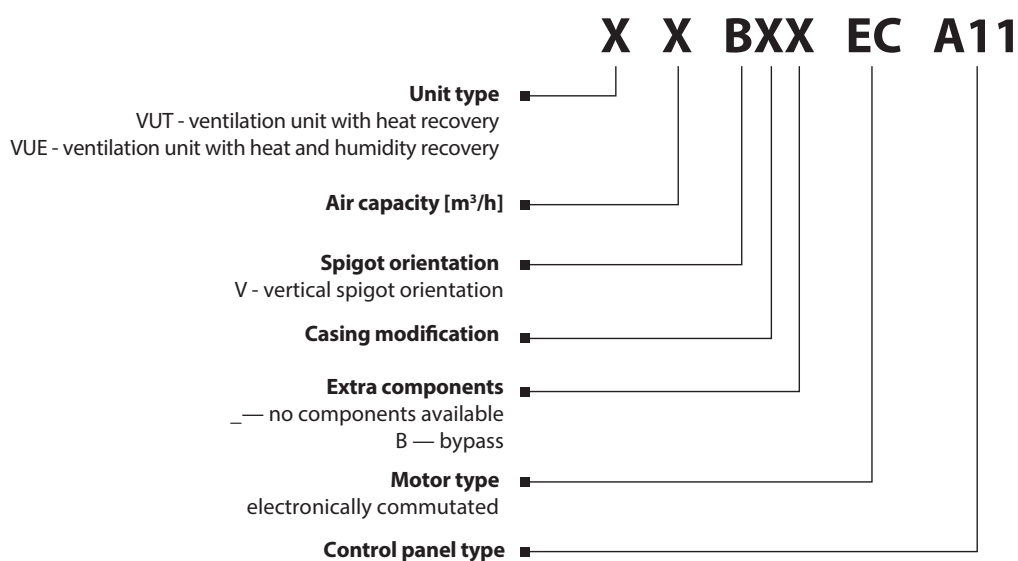 X X BXX EC A11
Unit type
VUT - ventilation unit with heat recovery
VUE - ventilation unit with heat and humidity recovery
Air capacity [m³/h]
Spigot orientation
V - vertical spigot orientation
Casing modification
Extra components
_— no components available
B — bypass
Motor type
electronically commutated
Control panel type